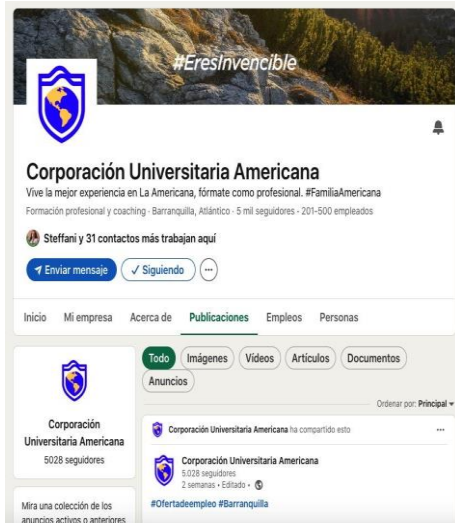 #EresInvencible
Corporación Universitaria Americana
Vive la mejor experiencia en La Americana, fórmate como profesional. #FamiliaAmericana
Formación profesional y coaching · Barranquilla, Atlántico · 5 mil seguidores · 201-500 empleados
Steffani y 31 contactos más trabajan aquí
Enviar mensaje
✓ Siguiendo
Inicio Mi empresa Acerca de Publicaciones Empleos Personas
Corporación
Universitaria Americana
5028 seguidores
Mira una colección de los
anuncios activos o anteriores
Todo Imágenes Vídeos Artículos Documentos
Anuncios
Ordenar por: Principal
Corporación Universitaria Americana ha compartido esto
Corporación Universitaria Americana
5.028 seguidores
2 semanas • Editado •
#Ofertadeempleo #Barranquilla